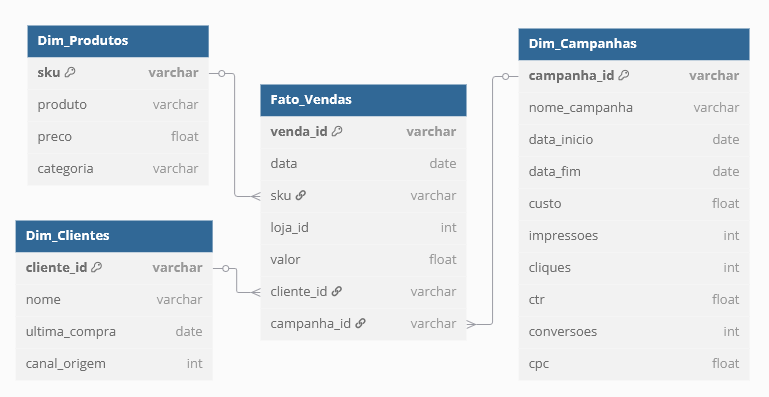 Dim_Produtos
sku varchar
produto varchar
preco float
categoria varchar
Dim_Clientes
cliente_id varchar
nome varchar
ultima_compra date
canal_origem int
Fato_Vendas
venda_id varchar
data date
sku varchar
loja_id int
valor float
cliente_id varchar
campanha_id varchar
Dim_Campanhas
campanha_id varchar
nome_campanha varchar
data_inicio date
data_fim date
custo float
impressoes int
cliques int
ctr float
conversoes int
cpc float